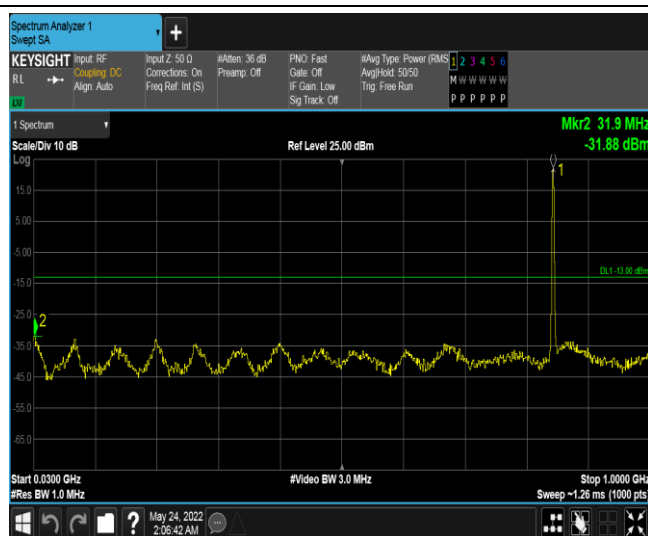 Spectrum Analyzer 1
Swept SA
+
KEYSIGHT Input: RF Input Z: 50 Ω #Atten: 36 dB PNO: Fast #Avg Type: Power (RMS 1 2 3 4 5 6
RL Coupling: DC Corrections: On Preamp: Off Gate: Off Avg|Hold: 50/50 M W W W W W
Align: Auto Freq Ref: Int (S) IF Gain: Low Trig: Free Run
Sig Track: Off P P P P P P
LXI
1 Spectrum Mkr2 31.9 MHz
Scale/Div 10 dB Ref Level 25.00 dBm -31.88 dBm
Log
1
15.0
5.00
-5.00
DL1 -13.00 dBm
-15.0
-25.0
2
-35.0
-45.0
-55.0
-65.0
Start 0.0300 GHz #Video BW 3.0 MHz Stop 1.0000 GHz
#Res BW 1.0 MHz Sweep ~1.26 ms (1000 pts)
? May 24, 2022
2:06:42 AM